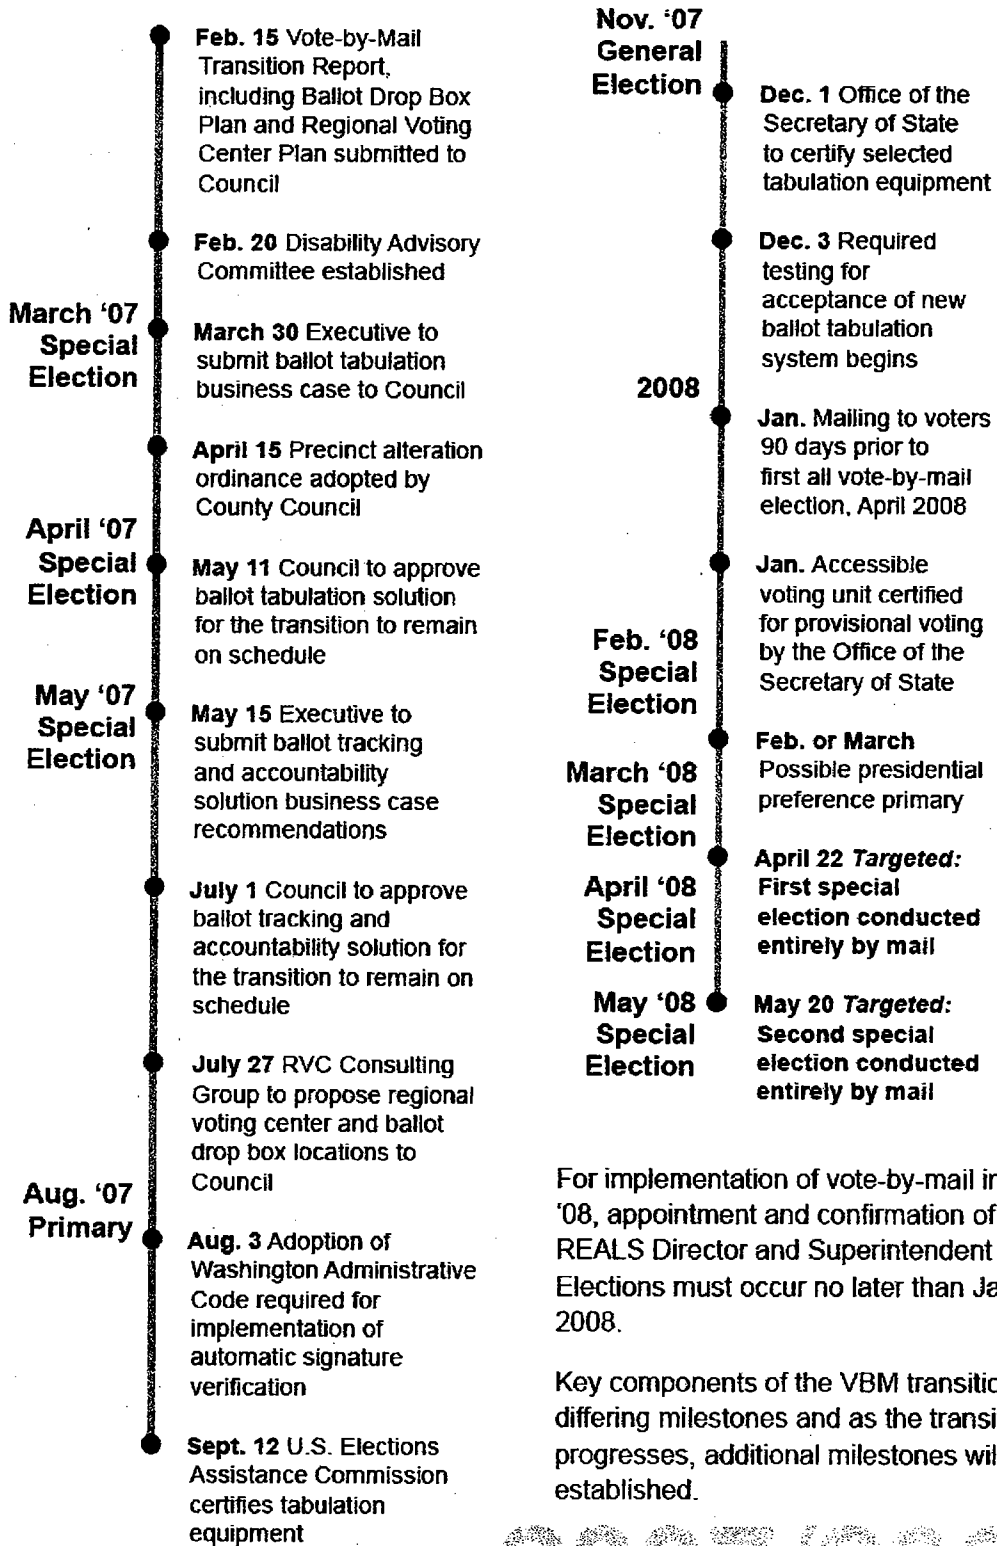 Feb. 15 Vote-by-Mail
Transition Report,
including Ballot Drop Box
Plan and Regional Voting
Center Plan submitted to
Council
Feb. 20 Disability Advisory
Committee established
March '07
Special
Election
March 30 Executive to
submit ballot tabulation
business case to Council
April 15 Precinct alteration
ordinance adopted by
County Council
April '07
Special
Election
May 11 Council to approve
ballot tabulation solution
for the transition to remain
on schedule
May '07
Special
Election
May 15 Executive to
submit ballot tracking
and accountability
solution business case
recommendations
July 1 Council to approve
ballot tracking and
accountability solution for
the transition to remain on
schedule
July 27 RVC Consulting
Group to propose regional
voting center and ballot
drop box locations to
Council
Aug. '07
Primary
Aug. 3 Adoption of
Washington Administrative
Code required for
implementation of
automatic signature
verification
Sept. 12 U.S. Elections
Assistance Commission
certifies tabulation
equipment
Nov. '07
General
Election
Dec. 1 Office of the
Secretary of State
to certify selected
tabulation equipment
Dec. 3 Required
testing for
acceptance of new
ballot tabulation
system begins
2008
Jan. Mailing to voters
90 days prior to
first all vote-by-mail
election, April 2008
Jan. Accessible
voting unit certified
for provisional voting
by the Office of the
Secretary of State
Feb. '08
Special
Election
Feb. or March
Possible presidential
preference primary
March '08
Special
Election
April 22 Targeted:
First special
election conducted
entirely by mail
April '08
Special
Election
May '08
Special
Election
May 20 Targeted:
Second special
election conducted
entirely by mail
For implementation of vote-by-mail in
'08, appointment and confirmation of
REALS Director and Superintendent
Elections must occur no later than Ja
2008.
Key components of the VBM transitio
differing milestones and as the transi
progresses, additional milestones wil
established.